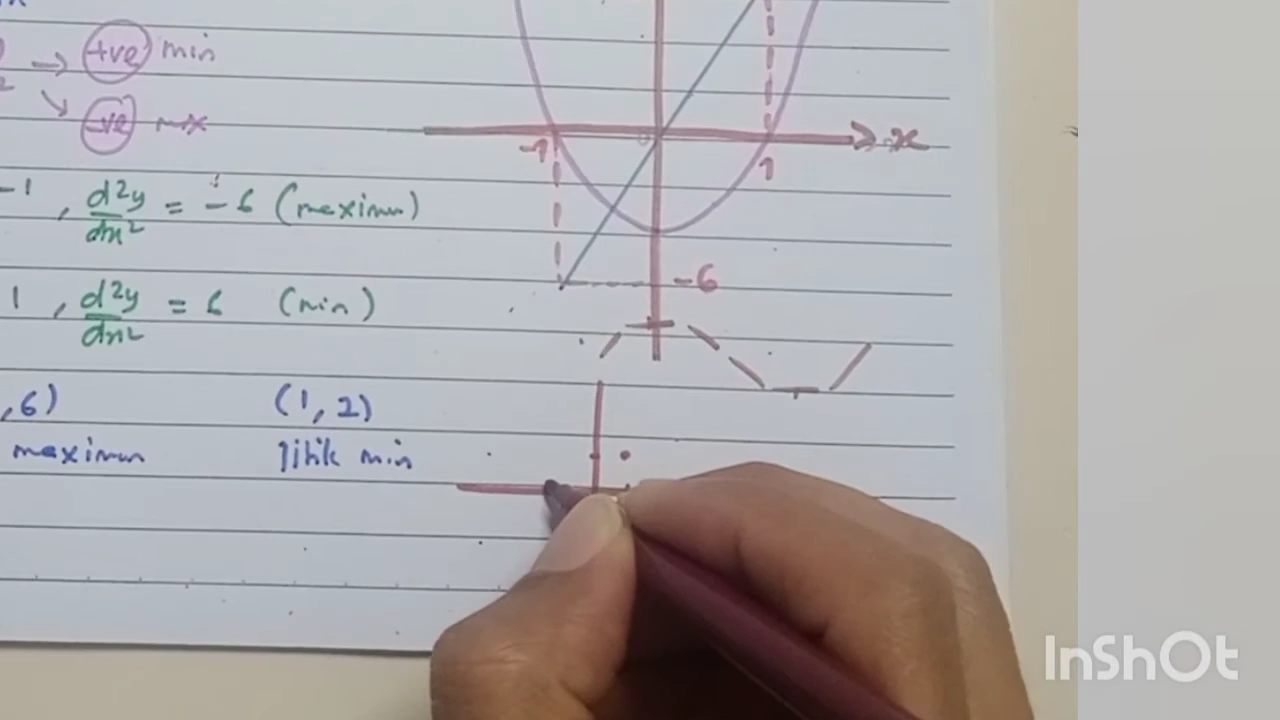 +ve min
-ve
-1, d²y/dx² = -6 (maximum)
1, d²y/dx² = 6 (min)
,6) (1,2)
maximum titik min
x
-1
1
-6
InShOt